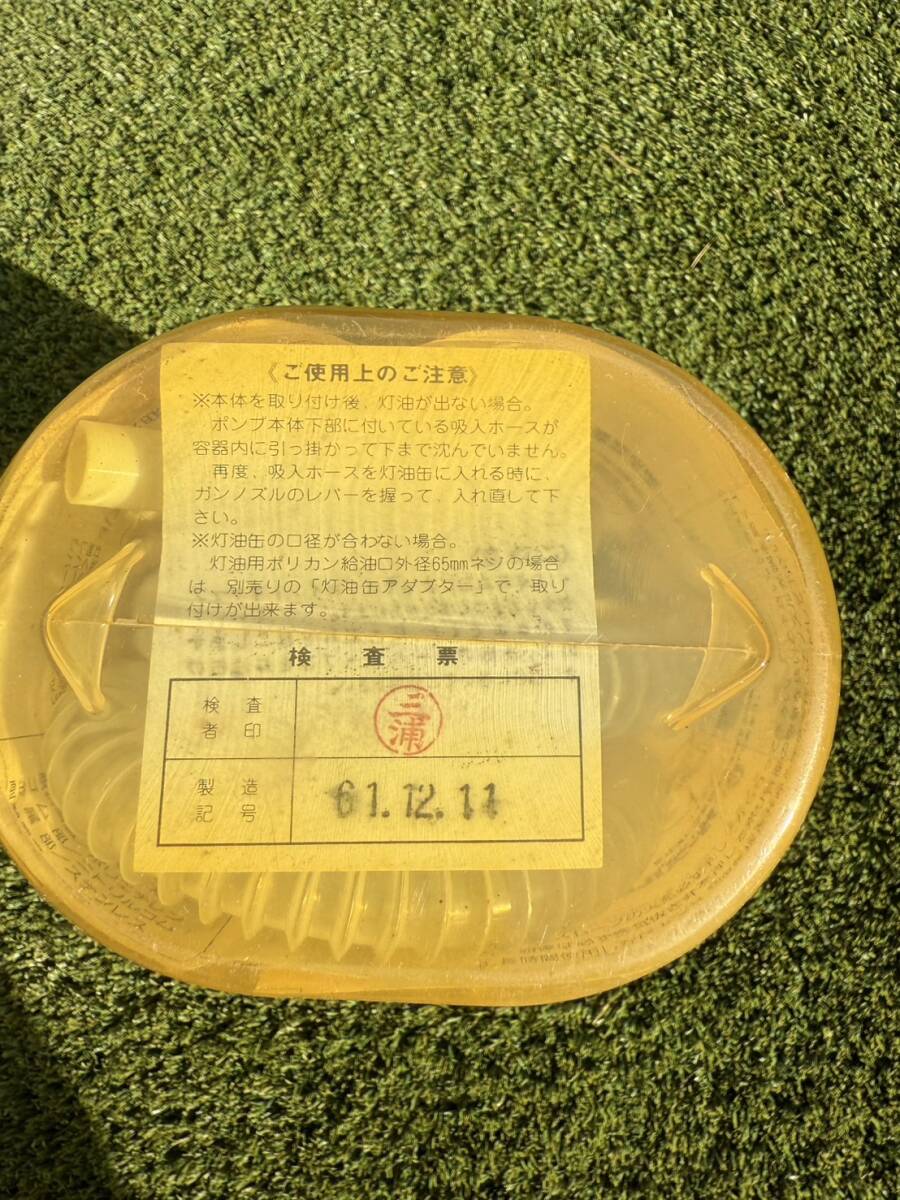 《ご使用上のご注意》
※本体を取り付け後、灯油が出ない場合。
ポンプ本体下部に付いている吸入ホースが
容器内に引っ掛かって下まで沈んでいません。
再度、吸入ホースを灯油缶に入れる時に、
ガンノズルのレバーを握って、入れ直して下
さい。
※灯油缶の口径が合わない場合。
灯油用ポリカン給油口外径65mmネジの場合
は、別売りの「灯油缶アダプター」で、取り
付けが出来ます。
検 査 票
検 査
者 印
三浦
製 造
記 号
61.12.11